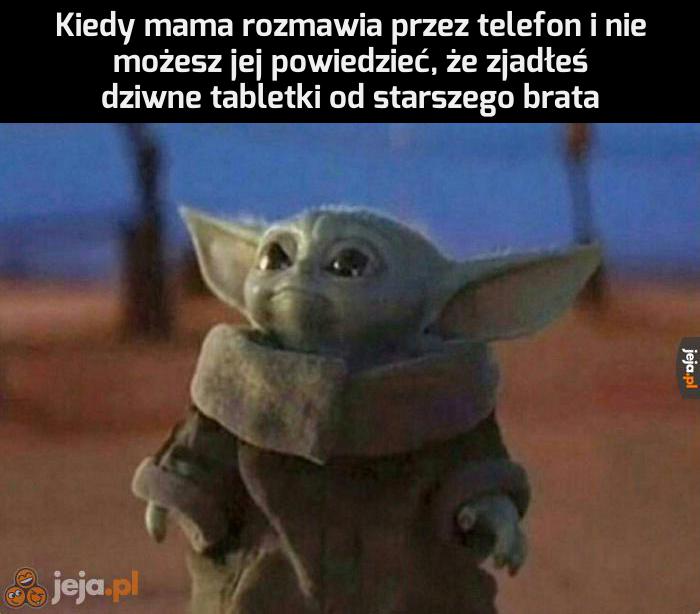 Kiedy mama rozmawia przez telefon i nie
możesz jej powiedzieć, że zjadłeś
dziwne tabletki od starszego brata
jeja.pl
jeja.pl